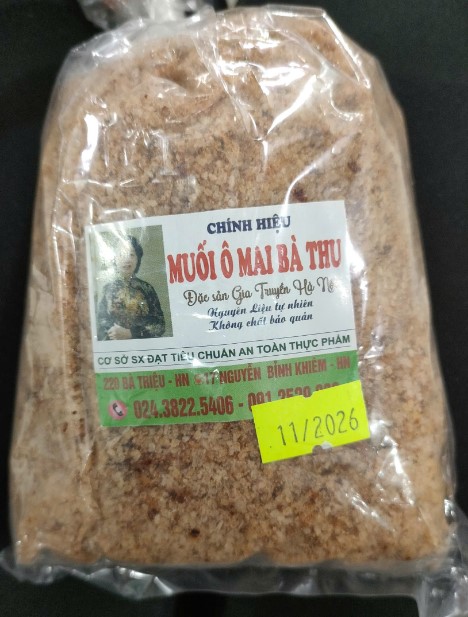 CHÍNH HIỆU
MUỐI Ô MAI BÀ THU
Đặc sản Gia Truyền Hà Nội
Nguyên Liệu tự nhiên
Không chất bảo quản
CƠ SỞ SX ĐẠT TIÊU CHUẨN AN TOÀN THỰC PHẨM
220 BÀ TRIỆU - HN 17 NGUYỄN BỈNH KHIÊM - HN
024.3822.5406 -
11/2026